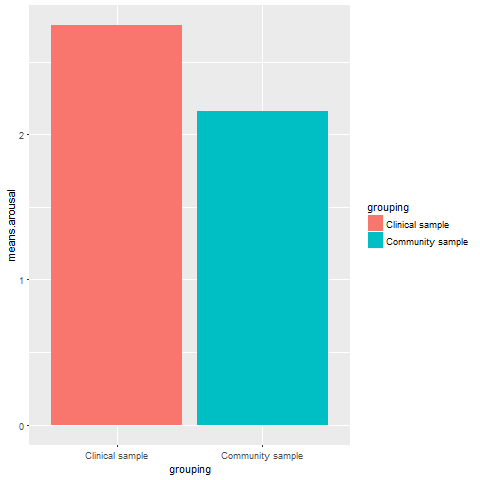 means.arousal
2
1
0
Clinical sample
Community sample
grouping
grouping
Clinical sample
Community sample